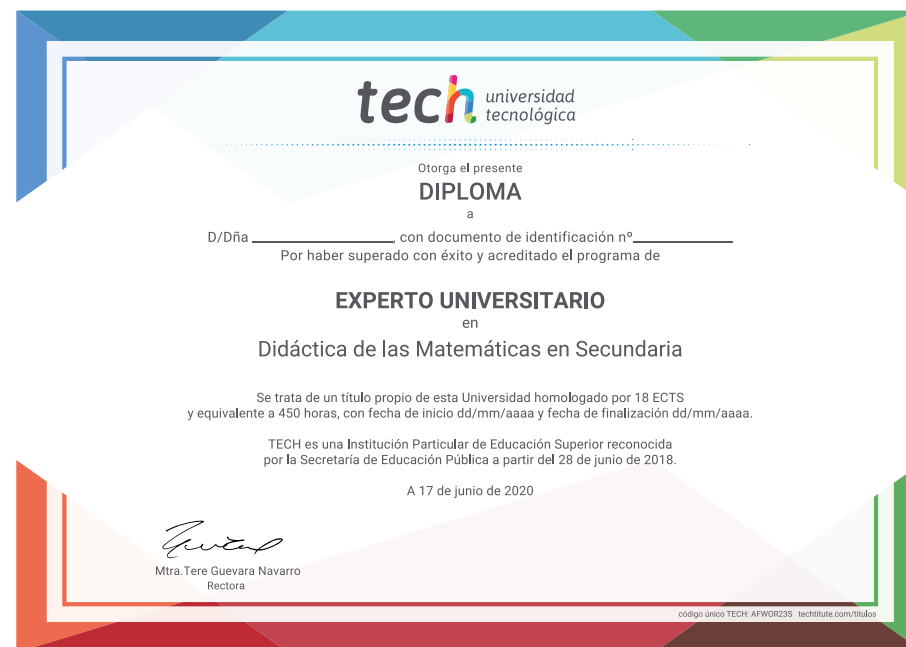 tech universidad
tecnológica
Otorga el presente
DIPLOMA
a
D/Dña ____________________, con documento de identificación nº______________
Por haber superado con éxito y acreditado el programa de
EXPERTO UNIVERSITARIO
en
Didáctica de las Matemáticas en Secundaria
Se trata de un título propio de esta Universidad homologado por 18 ECTS
y equivalente a 450 horas, con fecha de inicio dd/mm/aaaa y fecha de finalización dd/mm/aaaa.
TECH es una Institución Particular de Educación Superior reconocida
por la Secretaría de Educación Pública a partir del 28 de junio de 2018.
A 17 de junio de 2020
Mtra.Tere Guevara Navarro
Rectora
código único TECH: AFWOR23S techtitute.com/titulos